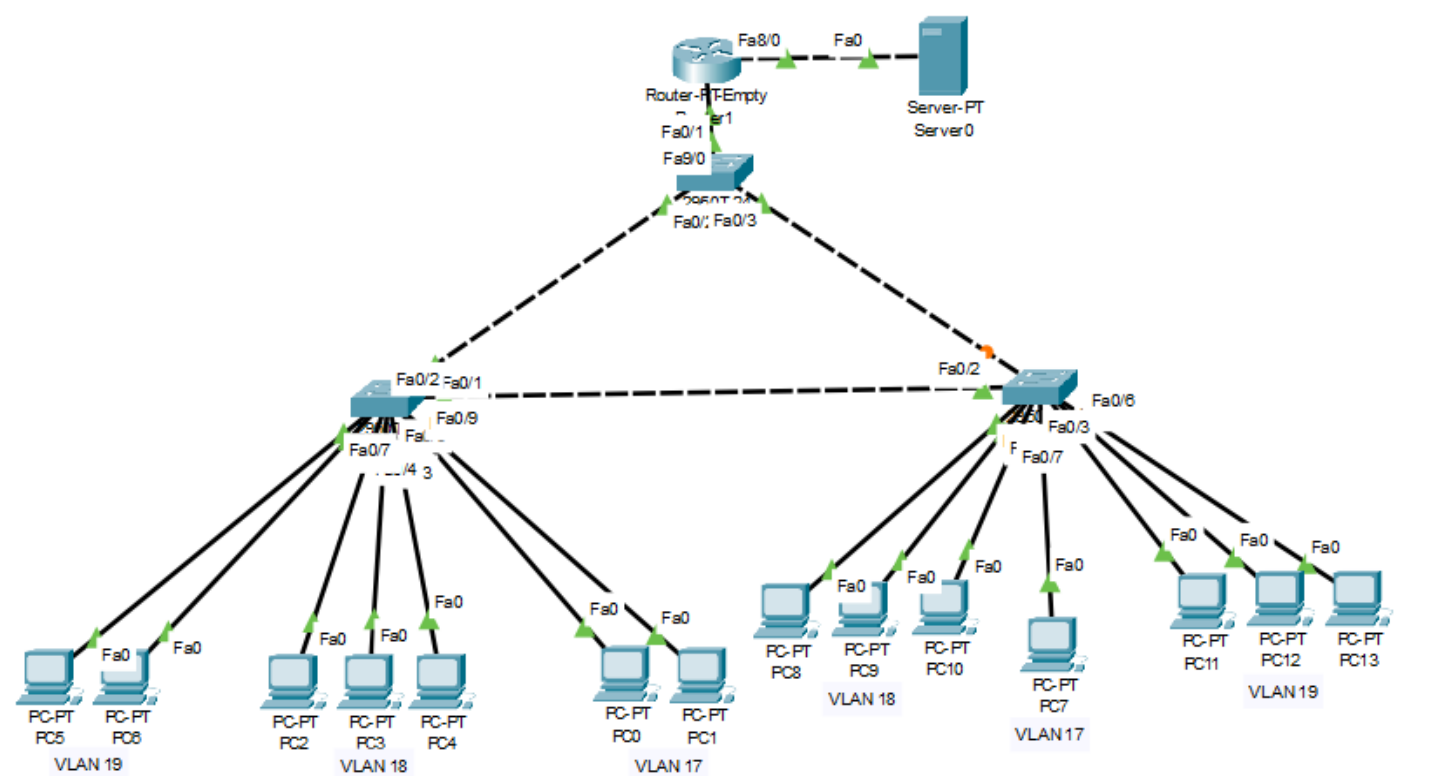 Fa8/0
Fa0
Router-PT-Empty
Server-PT
Server0
Fa0/1
Fa9/0
Fa0/3
Fa0/2
Fa0/1
Fa0/9
Fa0/7
Fa0/2
Fa0/6
Fa0/3
Fa0/7
Fa0
Fa0
Fa0
Fa0
Fa0
Fa0
Fa0
Fa0
Fa0
Fa0
Fa0
Fa0
Fa0
Fa0
PC-PT
PC5
PC-PT
PC6
VLAN 19
PC-PT
PC2
PC-PT
PC3
PC-PT
PC4
VLAN 18
PC-PT
PC0
PC-PT
PC1
VLAN 17
PC-PT
PC8
PC-PT
PC9
PC-PT
PC10
VLAN 18
PC-PT
PC7
VLAN 17
PC-PT
PC11
PC-PT
PC12
PC-PT
PC13
VLAN 19